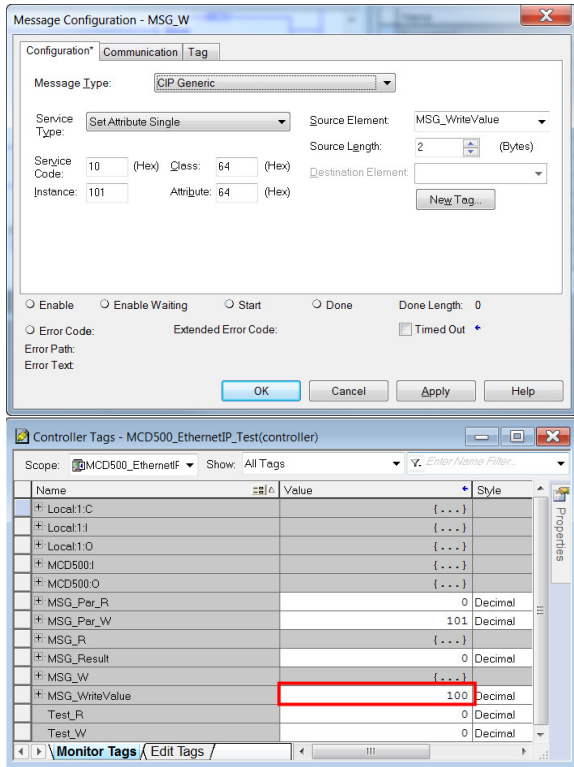 Message Configuration - MSG_W
Configuration* Communication Tag
Message Type: CIP Generic
Service Type: Set Attribute Single Source Element: MSG_WriteValue
Source Length: 2 (Bytes)
Service Code: 10 (Hex) Class: 64 (Hex) Destination Element:
Instance: 101 Attribute: 64 (Hex) New Tag...
Enable Enable Waiting Start Done Done Length: 0
Error Code: Extended Error Code: Timed Out
Error Path:
Error Text:
OK Cancel Apply Help
Controller Tags - MCD500_EthernetIP_Test(controller)
Scope: MCD500_EthernetIF Show: All Tags Enter Name Filter...
Name Value Style
Local:1:C {...}
Local:1:I {...}
Local:1:O {...}
MCD500:I {...}
MCD500:O {...}
MSG_Par_R 0 Decimal
MSG_Par_W 101 Decimal
MSG_R {...}
MSG_Result 0 Decimal
MSG_W {...}
MSG_WriteValue 100 Decimal
Test_R 0 Decimal
Test_W 0 Decimal
Monitor Tags Edit Tags
Properties